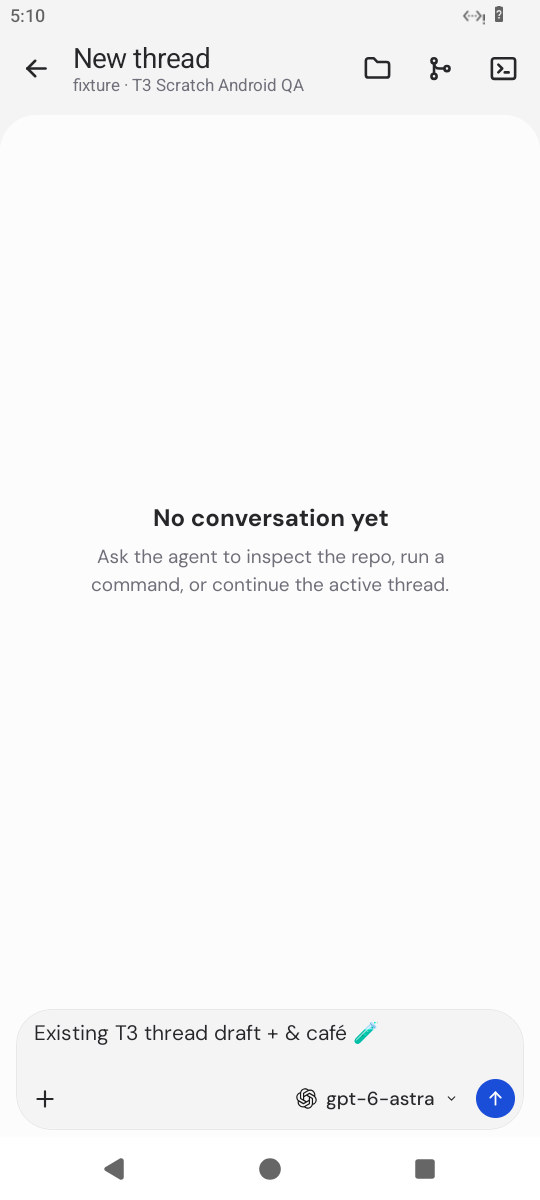 5:10
New thread
fixture · T3 Scratch Android QA
No conversation yet
Ask the agent to inspect the repo, run a
command, or continue the active thread.
Existing T3 thread draft + & café 🧪
gpt-6-astra